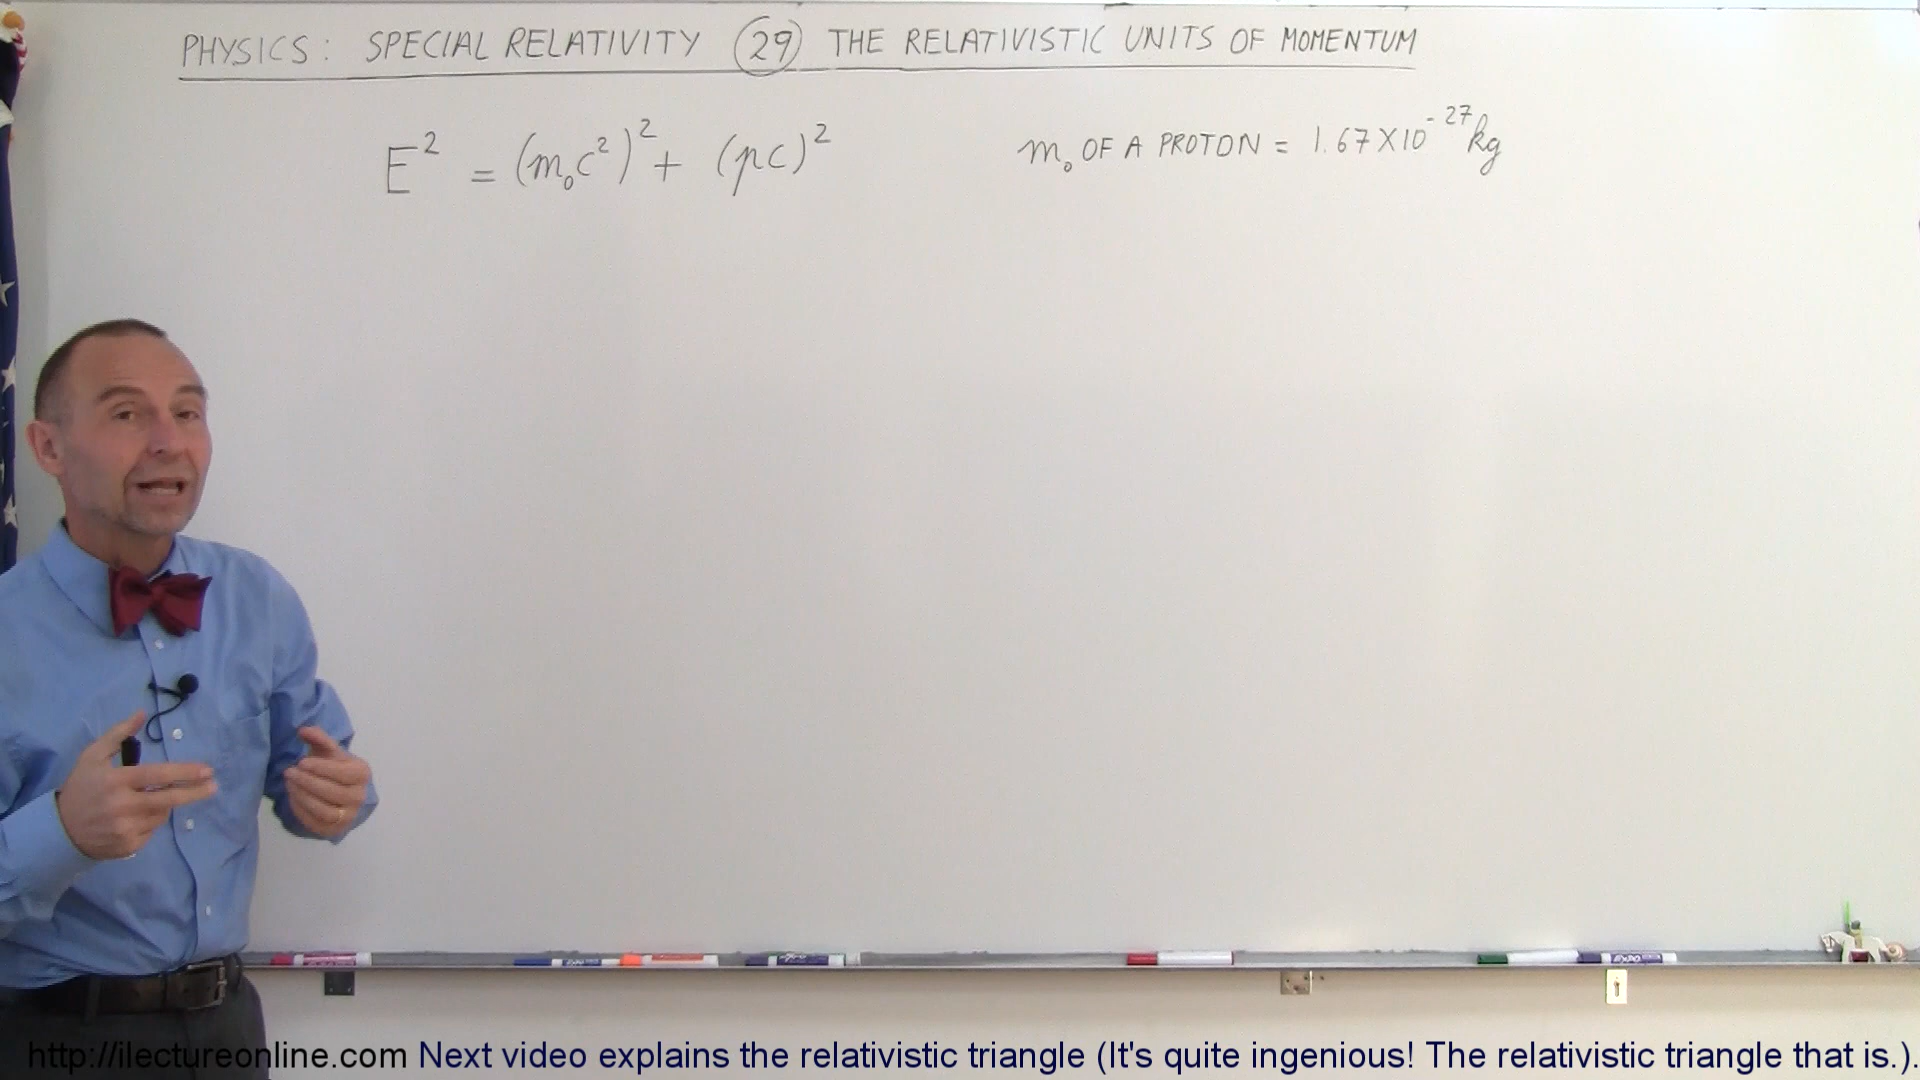 PHYSICS: SPECIAL RELATIVITY (29) THE RELATIVISTIC UNITS OF MOMENTUM
E² = (m₀c²)² + (pc)²
m₀ OF A PROTON = 1.67 X 10⁻²⁷ kg
EXPO
EXPO
http://ilectureonline.com Next video explains the relativistic triangle (It's quite ingenious! The relativistic triangle that is.).